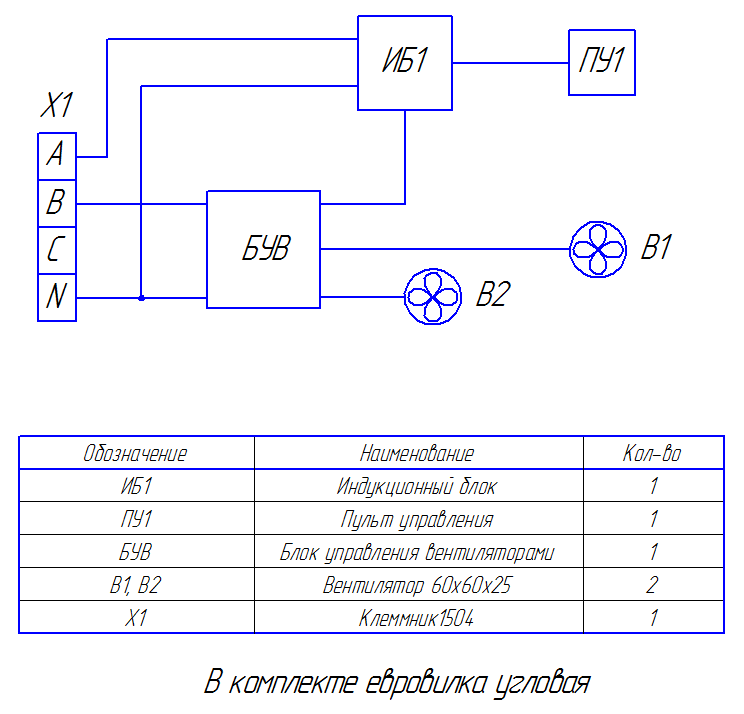 ИБ1
ПУ1
X1
A
B
C
N
БУВ
В1
В2
Обозначение Наименование Кол-во
ИБ1 Индукционный блок 1
ПУ1 Пульт управления 1
БУВ Блок управления вентиляторами 1
В1, В2 Вентилятор 60х60х25 2
Х1 Клеммник1504 1
В комплекте евровилка угловая